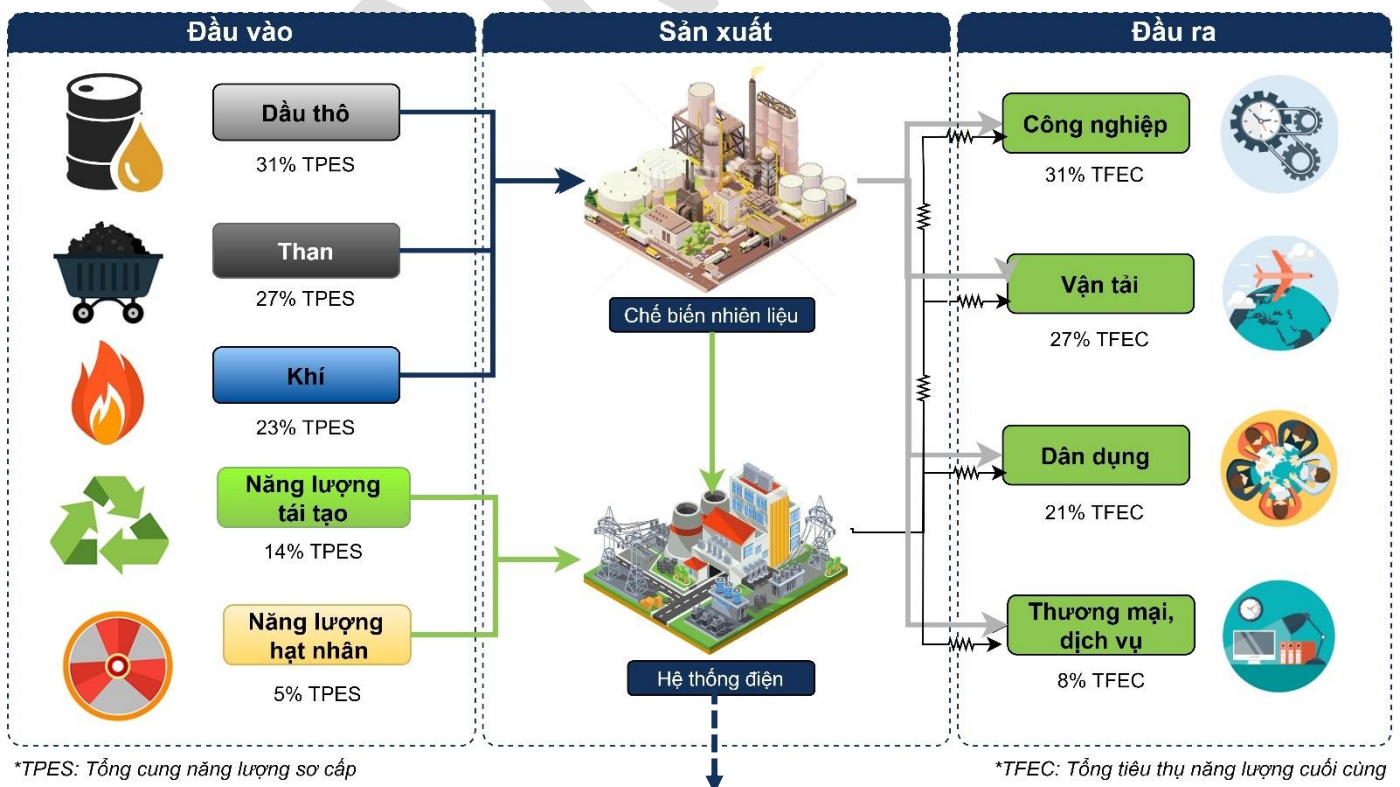 Đầu vào
Sản xuất
Đầu ra
Dầu thô
31% TPES
Than
27% TPES
Khí
23% TPES
Năng lượng
tái tạo
14% TPES
Năng lượng
hạt nhân
5% TPES
Chế biến nhiên liệu
Hệ thống điện
Công nghiệp
31% TFEC
Vận tải
27% TFEC
Dân dụng
21% TFEC
Thương mại,
dịch vụ
8% TFEC
*TPES: Tổng cung năng lượng sơ cấp
*TFEC: Tổng tiêu thụ năng lượng cuối cùng